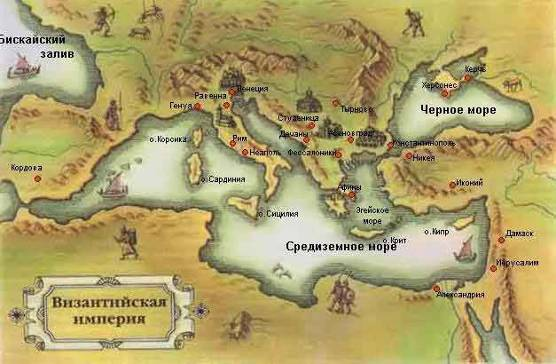 Бискайский
залив
Керчь
Херсонес
Венеция
Равенна
Генуя
Тырново
Черное море
Студеница
Дечаны
Константинополь
о. Корсика
Рим
Неаполь
Фессалоники
Никея
Кордова
о. Сардиния
Афины
Иконий
о. Сицилия
Эгейское
море
о. Кипр
Дамаск
Средиземное море
о. Крит
Иерусалим
Александрия
Византийская
империя